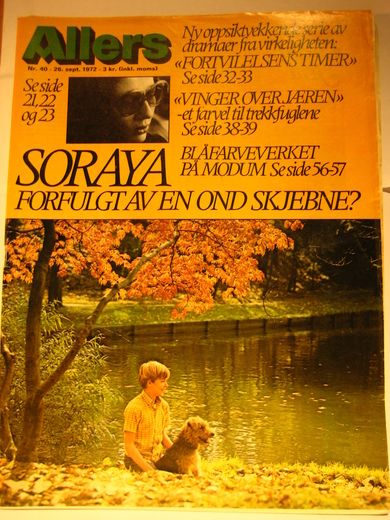 Allers
Nr. 40 - 26. sept. 1972 - 3 kr. (inkl. moms)
Se side
21, 22
og 23
Ny oppsiktvekkende serie av
dramaer fra virkeligheten:
«FORTVILELSENS TIMER»
Se side 32-33
«VINGER OVER JÆREN»
-et farvel til trekkfuglene
Se side 38-39
BLÅFARVEVERKET
PÅ MODUM Se side 56-57
SORAYA
FORFULGT AV EN OND SKJEBNE?